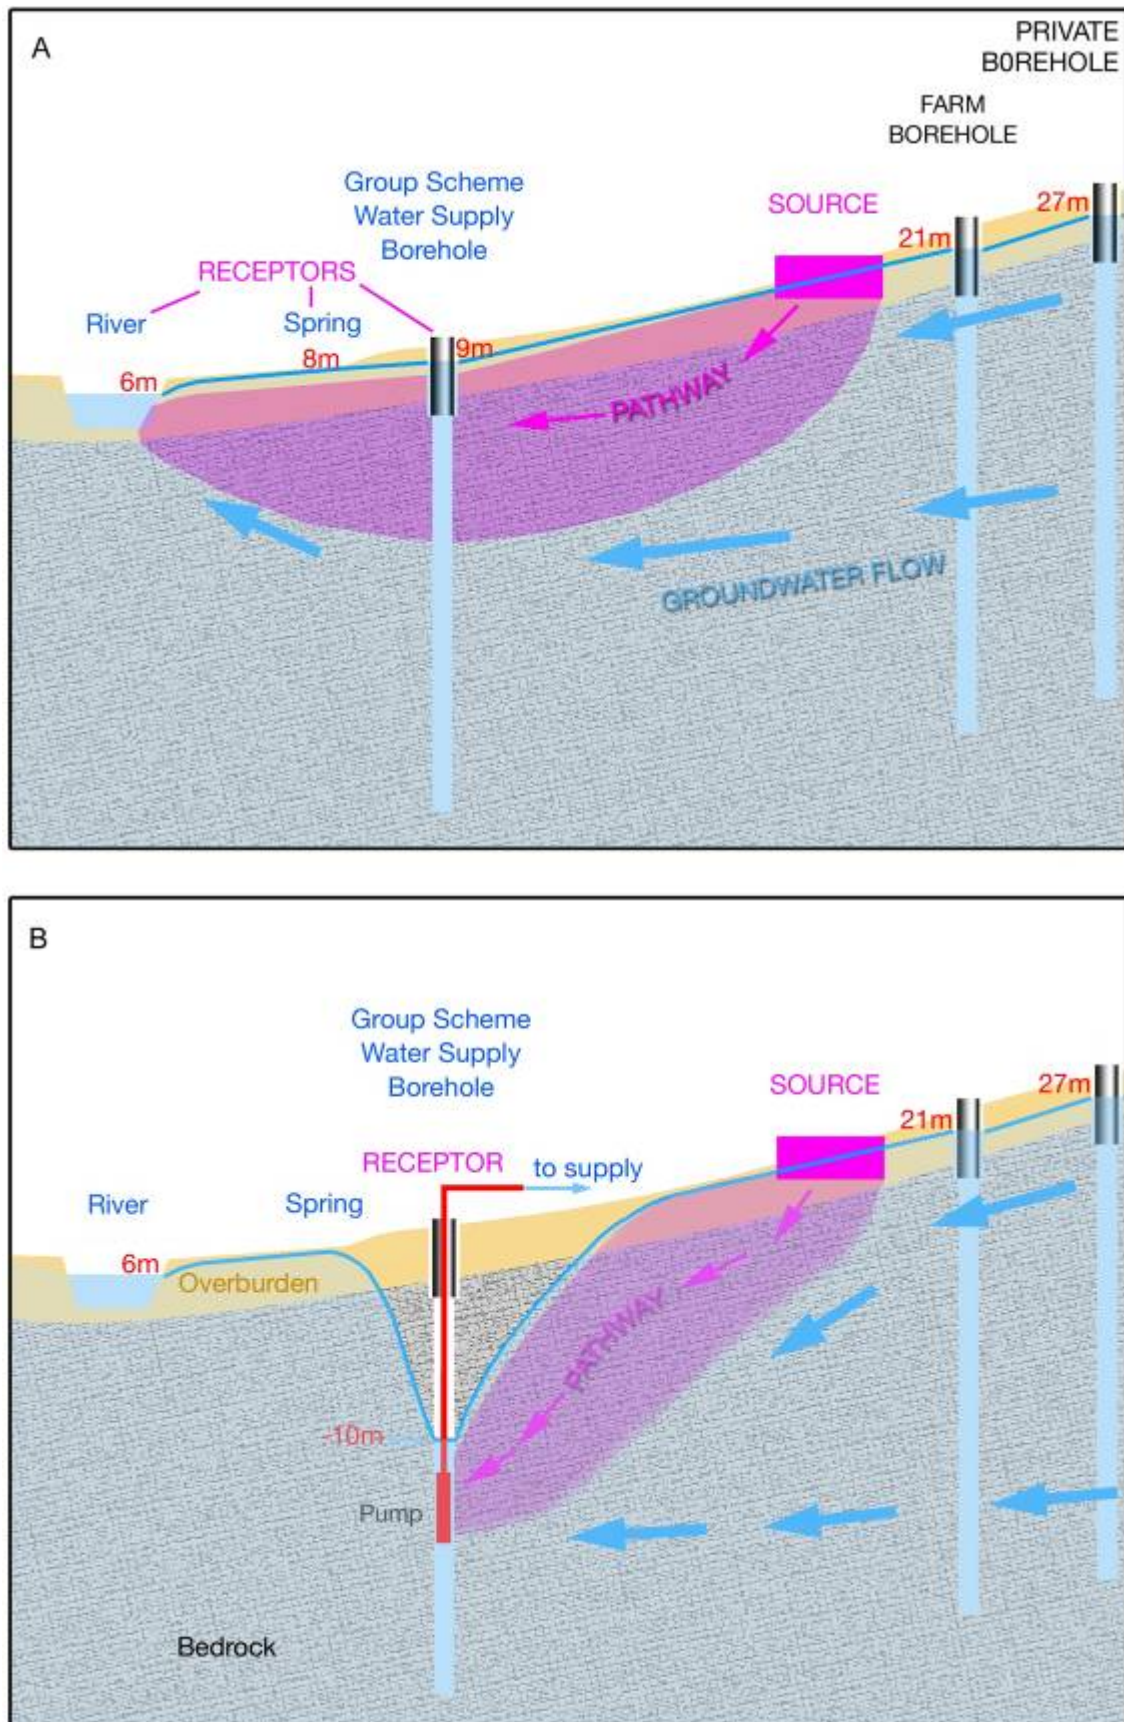 A
PRIVATE
B0REHOLE
FARM
BOREHOLE
Group Scheme
Water Supply
Borehole
SOURCE
27m
21m
RECEPTORS
River
Spring
9m
8m
6m
PATHWAY
GROUNDWATER FLOW
B
Group Scheme
Water Supply
Borehole
SOURCE
27m
21m
RECEPTOR
to supply
River
Spring
6m
Overburden
PATHWAY
-10m
Pump
Bedrock